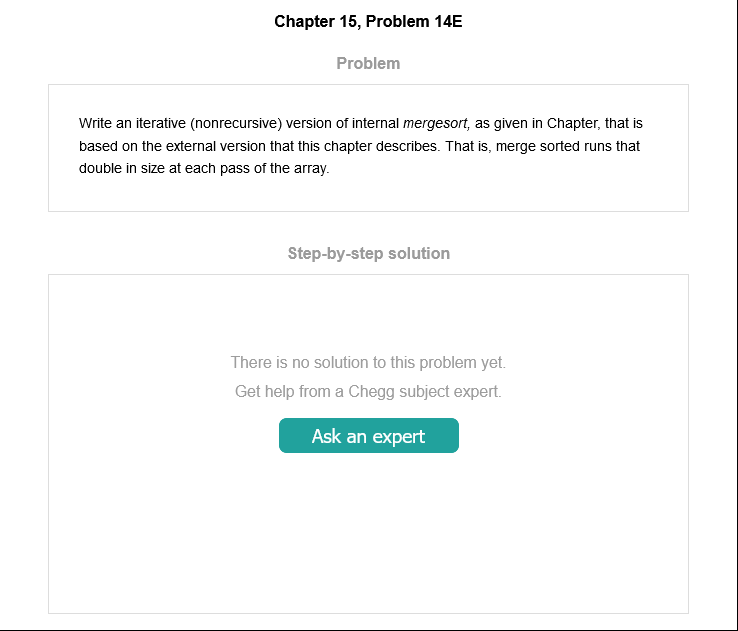 Chapter 15, Problem 14E
Problem
Write an iterative (nonrecursive) version of internal mergesort, as given in Chapter, that is
based on the external version that this chapter describes. That is, merge sorted runs that
double in size at each pass of the array.
Step-by-step solution
There is no solution to this problem yet.
Get help from a Chegg subject expert.
Ask an expert